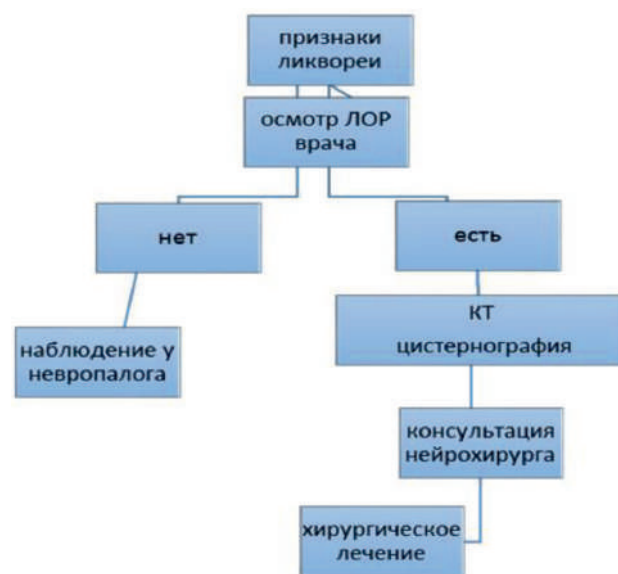 признаки
ликвореи
осмотр ЛОР
врача
нет
есть
наблюдение у
невропалога
КТ
цистернография
консультация
нейрохирурга
хирургическое
лечение